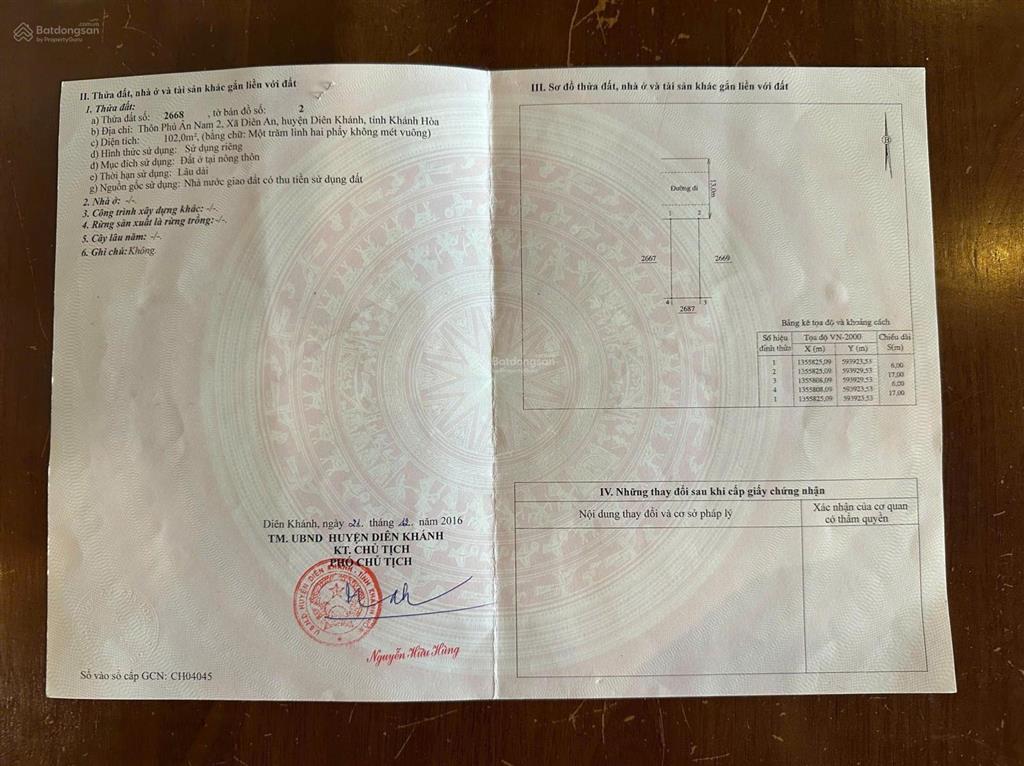 Batdongsan.com.vn
by PropertyGuru
II. Thửa đất, nhà ở và tài sản khác gắn liền với đất
1. Thửa đất:
a) Thửa đất số: 2668 , tờ bản đồ số: 2
b) Địa chỉ: Thôn Phú Ân Nam 2, Xã Diên An, huyện Diên Khánh, tỉnh Khánh Hòa
c) Diện tích: 102,0m², (bằng chữ: Một trăm linh hai phẩy không mét vuông)
d) Hình thức sử dụng: Sử dụng riêng
đ) Mục đích sử dụng: Đất ở tại nông thôn
e) Thời hạn sử dụng: Lâu dài
g) Nguồn gốc sử dụng: Nhà nước giao đất có thu tiền sử dụng đất
2. Nhà ở: -/-
3. Công trình xây dựng khác: -/-
4. Rừng sản xuất là rừng trồng: -/-
5. Cây lâu năm: -/-
6. Ghi chú: Không.
Diên Khánh, ngày 21 tháng 12 năm 2016
TM. UBND HUYỆN DIÊN KHÁNH
KT. CHỦ TỊCH
PHÓ CHỦ TỊCH
U.B.N.D HUYỆN DIÊN KHÁNH - TỈNH KHÁNH HÒA
Nguyễn Hữu Hùng
Số vào sổ cấp GCN: CH04045
III. Sơ đồ thửa đất, nhà ở và tài sản khác gắn liền với đất
Đường đi
13,0m
1 2
2667 2669
4 3
2687
Bảng kê tọa độ và khoảng cách
Số hiệu đỉnh thửa Tọa độ VN-2000 Chiều dài
X (m) Y (m) S(m)
1 1355825,09 593923,53
6,00
2 1355825,09 593929,53
17,00
3 1355808,09 593929,53
6,00
4 1355808,09 593923,53
17,00
1 1355825,09 593923,53
IV. Những thay đổi sau khi cấp giấy chứng nhận
Nội dung thay đổi và cơ sở pháp lý
Xác nhận của cơ quan
có thẩm quyền
Batdongsan